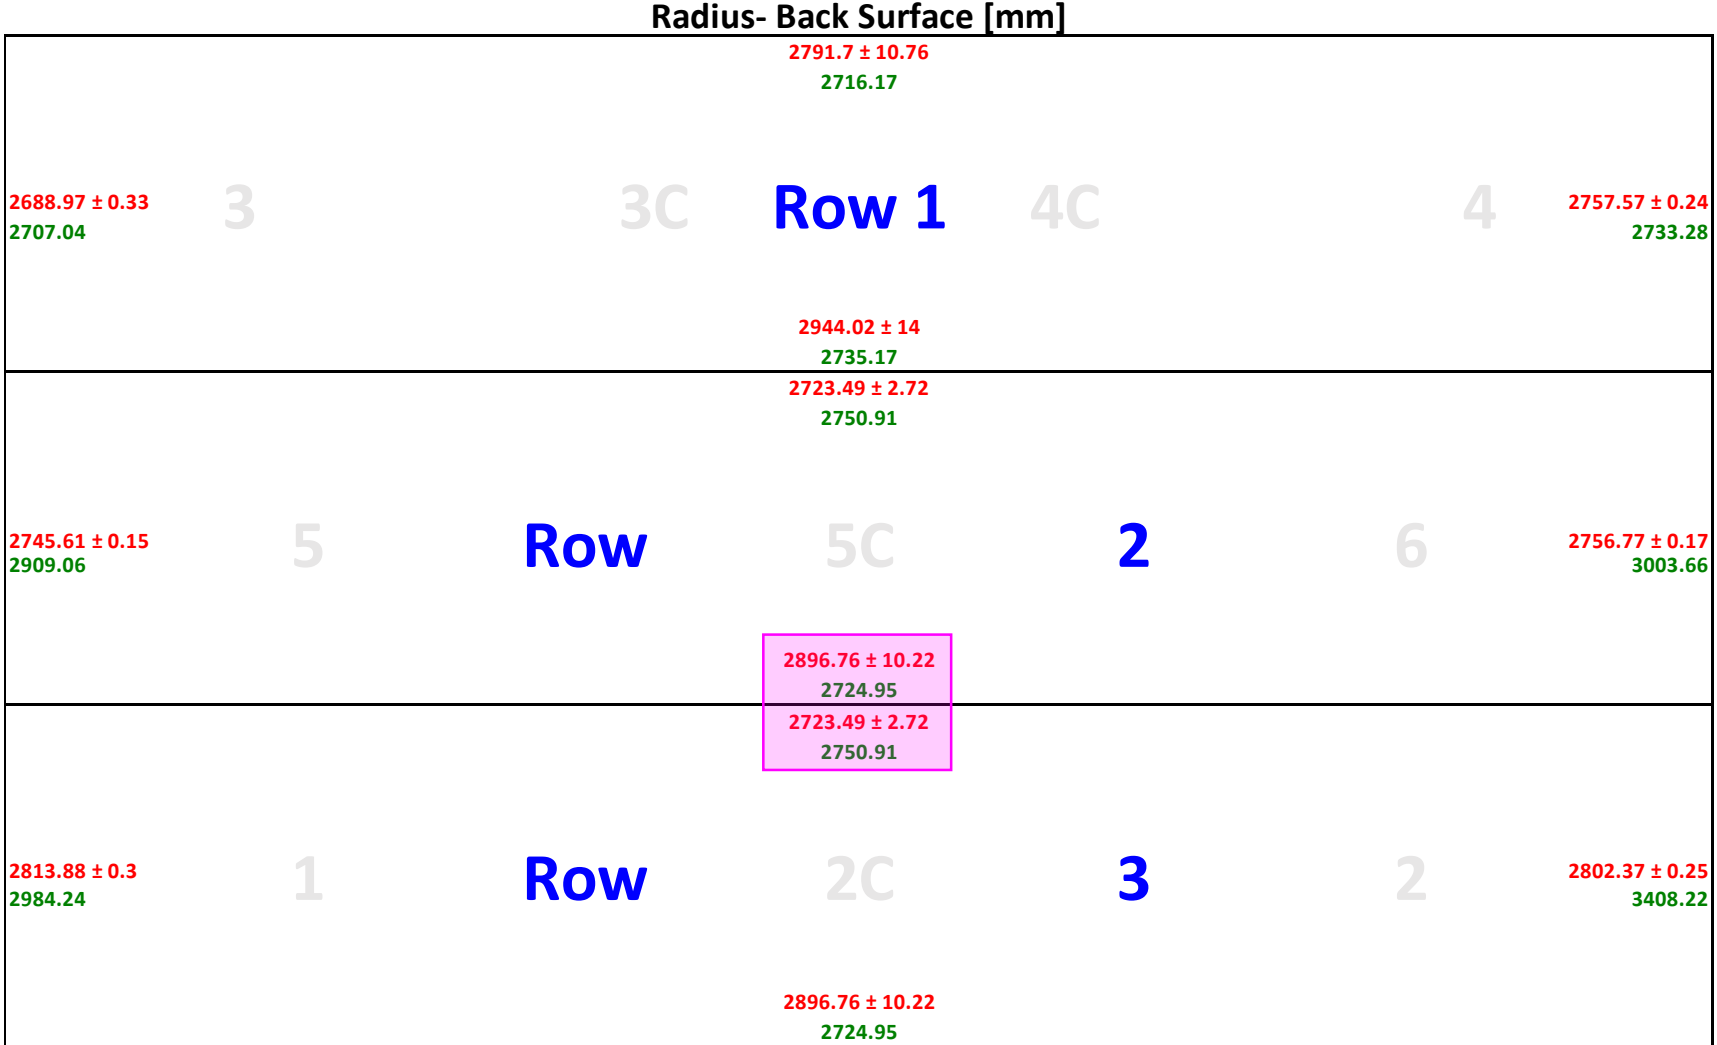 Radius- Back Surface [mm]
2791.7 ± 10.76
2716.17
2688.97 ± 0.33
2707.04
3 3C Row 1 4C 4
2757.57 ± 0.24
2733.28
2944.02 ± 14
2735.17
2723.49 ± 2.72
2750.91
2745.61 ± 0.15
2909.06
5 Row 5C 2 6
2756.77 ± 0.17
3003.66
2896.76 ± 10.22
2724.95
2723.49 ± 2.72
2750.91
2813.88 ± 0.3
2984.24
1 Row 2C 3 2
2802.37 ± 0.25
3408.22
2896.76 ± 10.22
2724.95